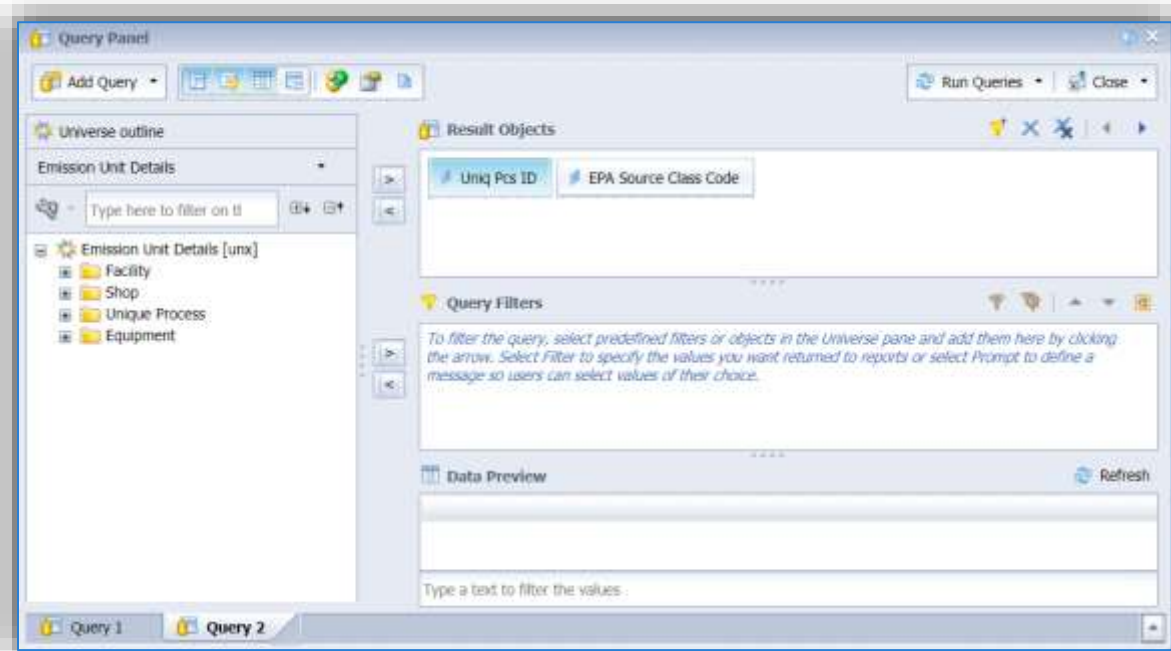 Query Panel
Add Query
Run Queries
Close
Universe outline
Result Objects
Emission Unit Details
Uniq Pcs ID
EPA Source Class Code
Type here to filter on tl
Emission Unit Details [unx]
Facility
Shop
Unique Process
Equipment
Query Filters
To filter the query, select predefined filters or objects in the Universe pane and add them here by clicking
the arrow. Select Filter to specify the values you want returned to reports or select Prompt to define a
message so users can select values of their choice.
Data Preview
Refresh
Type a text to filter the values
Query 1
Query 2